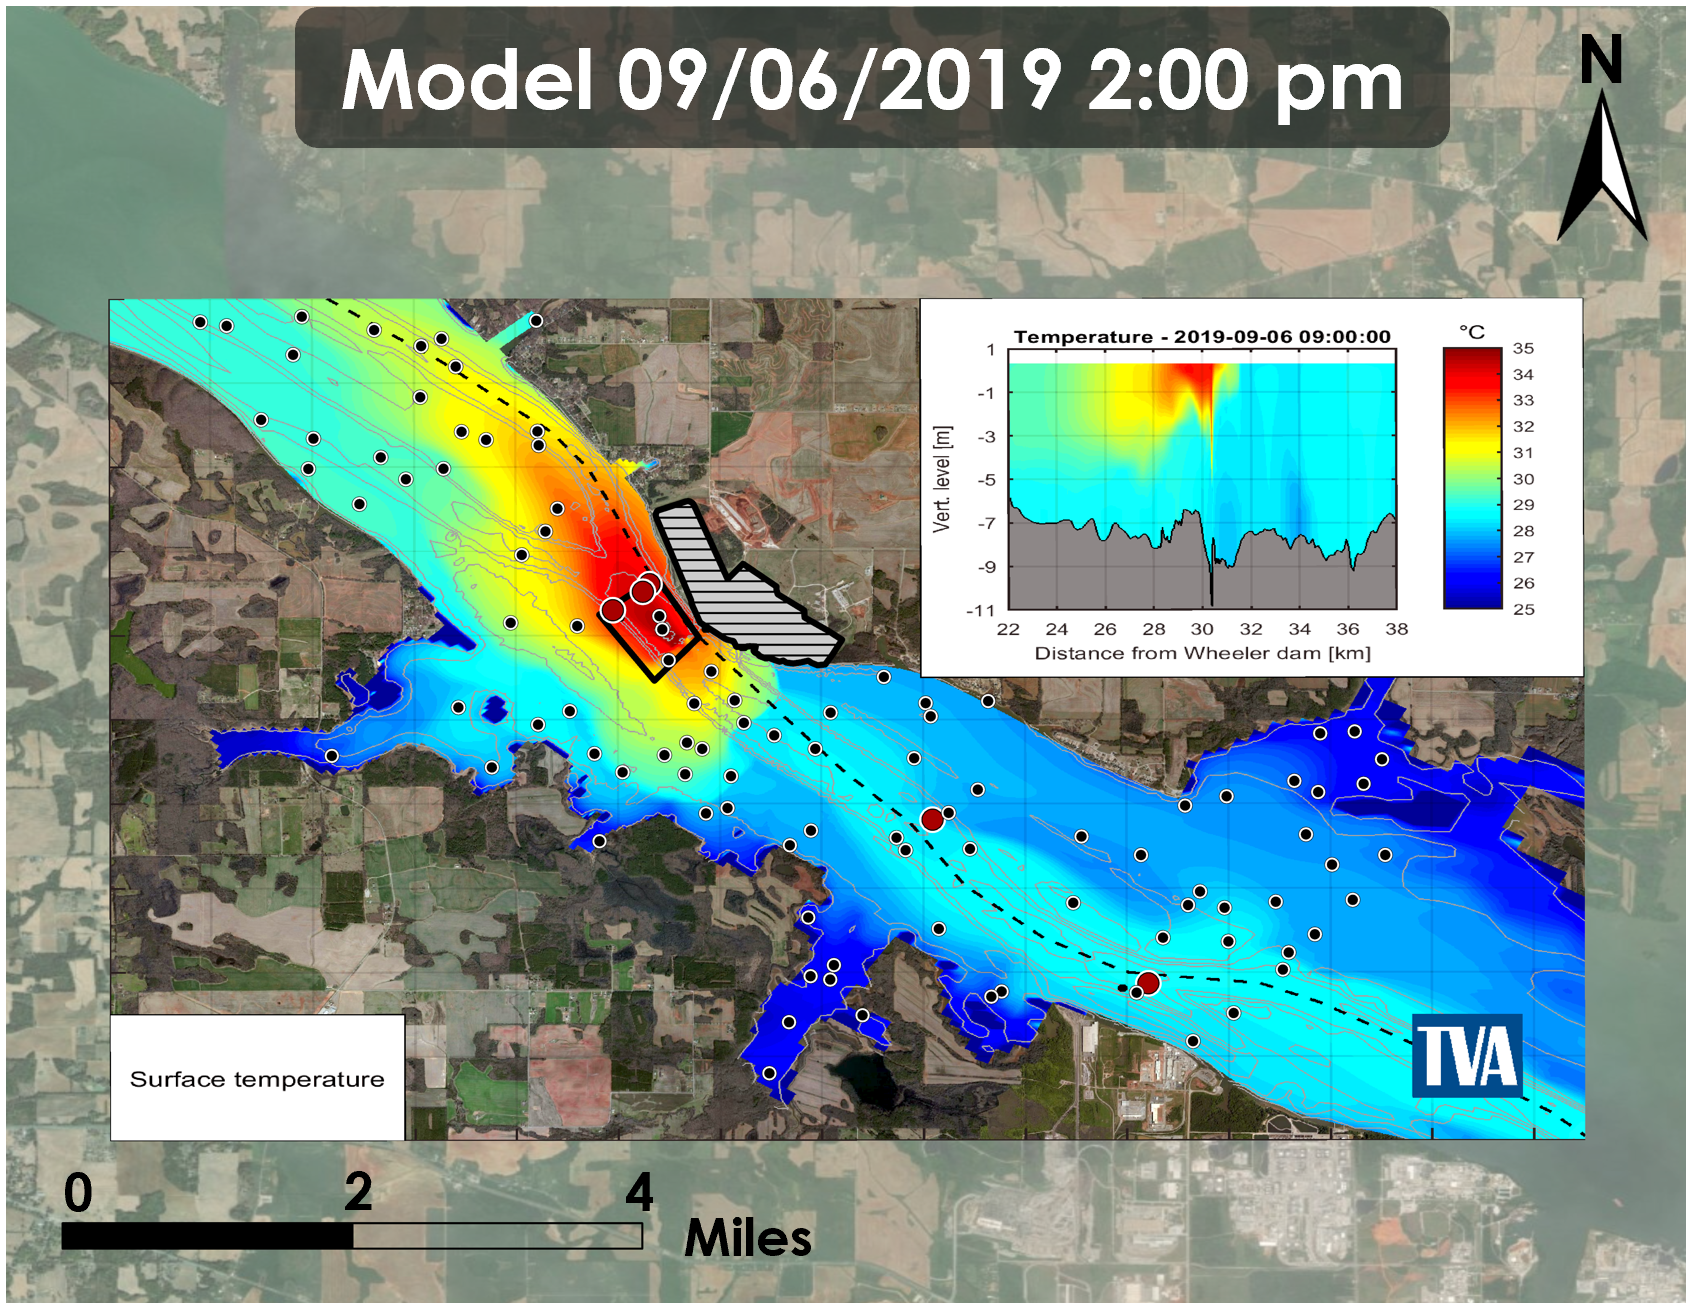 Model 09/06/2019 2:00 pm
N
Temperature - 2019-09-06 09:00:00
°C
1
-1
-3
-5
-7
-9
-11
Vert. level [m]
22 24 26 28 30 32 34 36 38
Distance from Wheeler dam [km]
35
34
33
32
31
30
29
28
27
26
25
Surface temperature
TVA
0 2 4
Miles